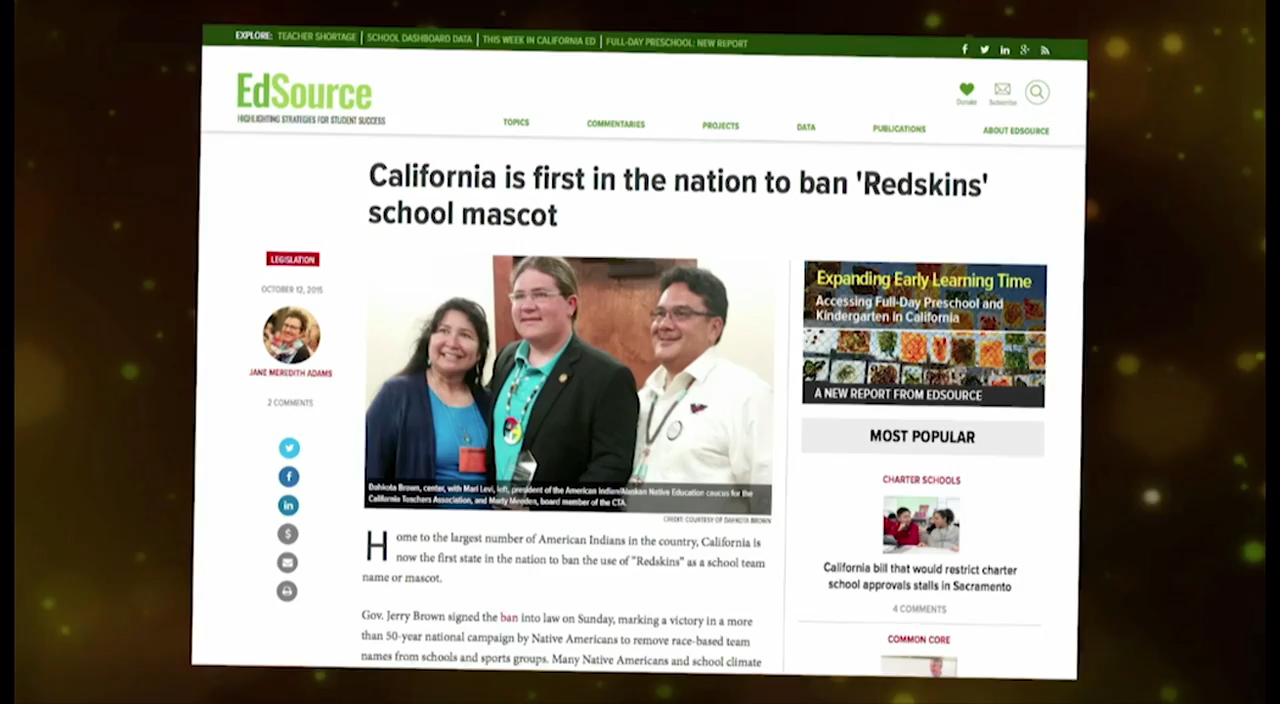 EXPLORE: TEACHER SHORTAGE | SCHOOL DASHBOARD DATA | THIS WEEK IN CALIFORNIA ED | FULL-DAY PRESCHOOL: NEW REPORT
EdSource
HIGHLIGHTING STRATEGIES FOR STUDENT SUCCESS
Donate
Subscribe
TOPICS COMMENTARIES PROJECTS DATA PUBLICATIONS ABOUT EDSOURCE
California is first in the nation to ban 'Redskins'
school mascot
LEGISLATION
OCTOBER 12, 2015
JANE MEREDITH ADAMS
2 COMMENTS
Dahkota Brown, center, with Mari Levi, left, president of the American Indian/Alaskan Native Education caucus for the
California Teachers Association, and Marty Meeden, board member of the CTA.
CREDIT: COURTESY OF DAHKOTA BROWN
Home to the largest number of American Indians in the country, California is
now the first state in the nation to ban the use of "Redskins" as a school team
name or mascot.
Gov. Jerry Brown signed the ban into law on Sunday, marking a victory in a more
than 50-year national campaign by Native Americans to remove race-based team
names from schools and sports groups. Many Native Americans and school climate
Expanding Early Learning Time
Accessing Full-Day Preschool and
Kindergarten in California
A NEW REPORT FROM EDSOURCE
MOST POPULAR
CHARTER SCHOOLS
California bill that would restrict charter
school approvals stalls in Sacramento
4 COMMENTS
COMMON CORE